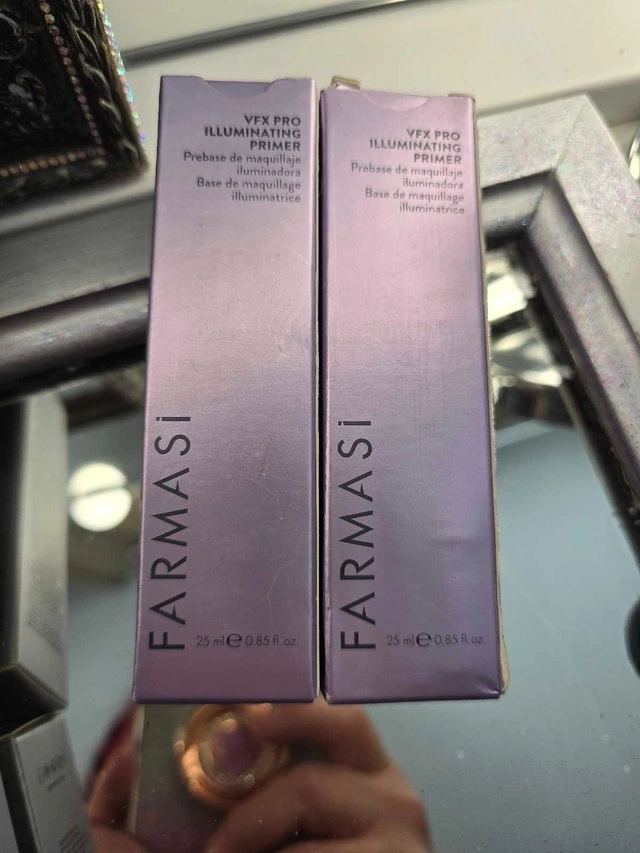 VFX PRO
ILLUMINATING
PRIMER
Prebase de maquillaje
iluminadora
Base de maquillage
illuminatrice
FARMASi
25 ml e 0.85 fl. oz.
VFX PRO
ILLUMINATING
PRIMER
Prebase de maquillaje
iluminadora
Base de maquillage
illuminatrice
FARMASi
25 ml e 0.85 fl. oz.